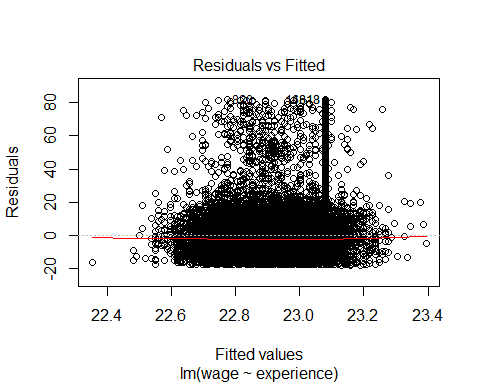 Residuals vs Fitted
Residuals
80
60
40
20
0
-20
22.4 22.6 22.8 23.0 23.2 23.4
Fitted values
lm(wage ~ experience)